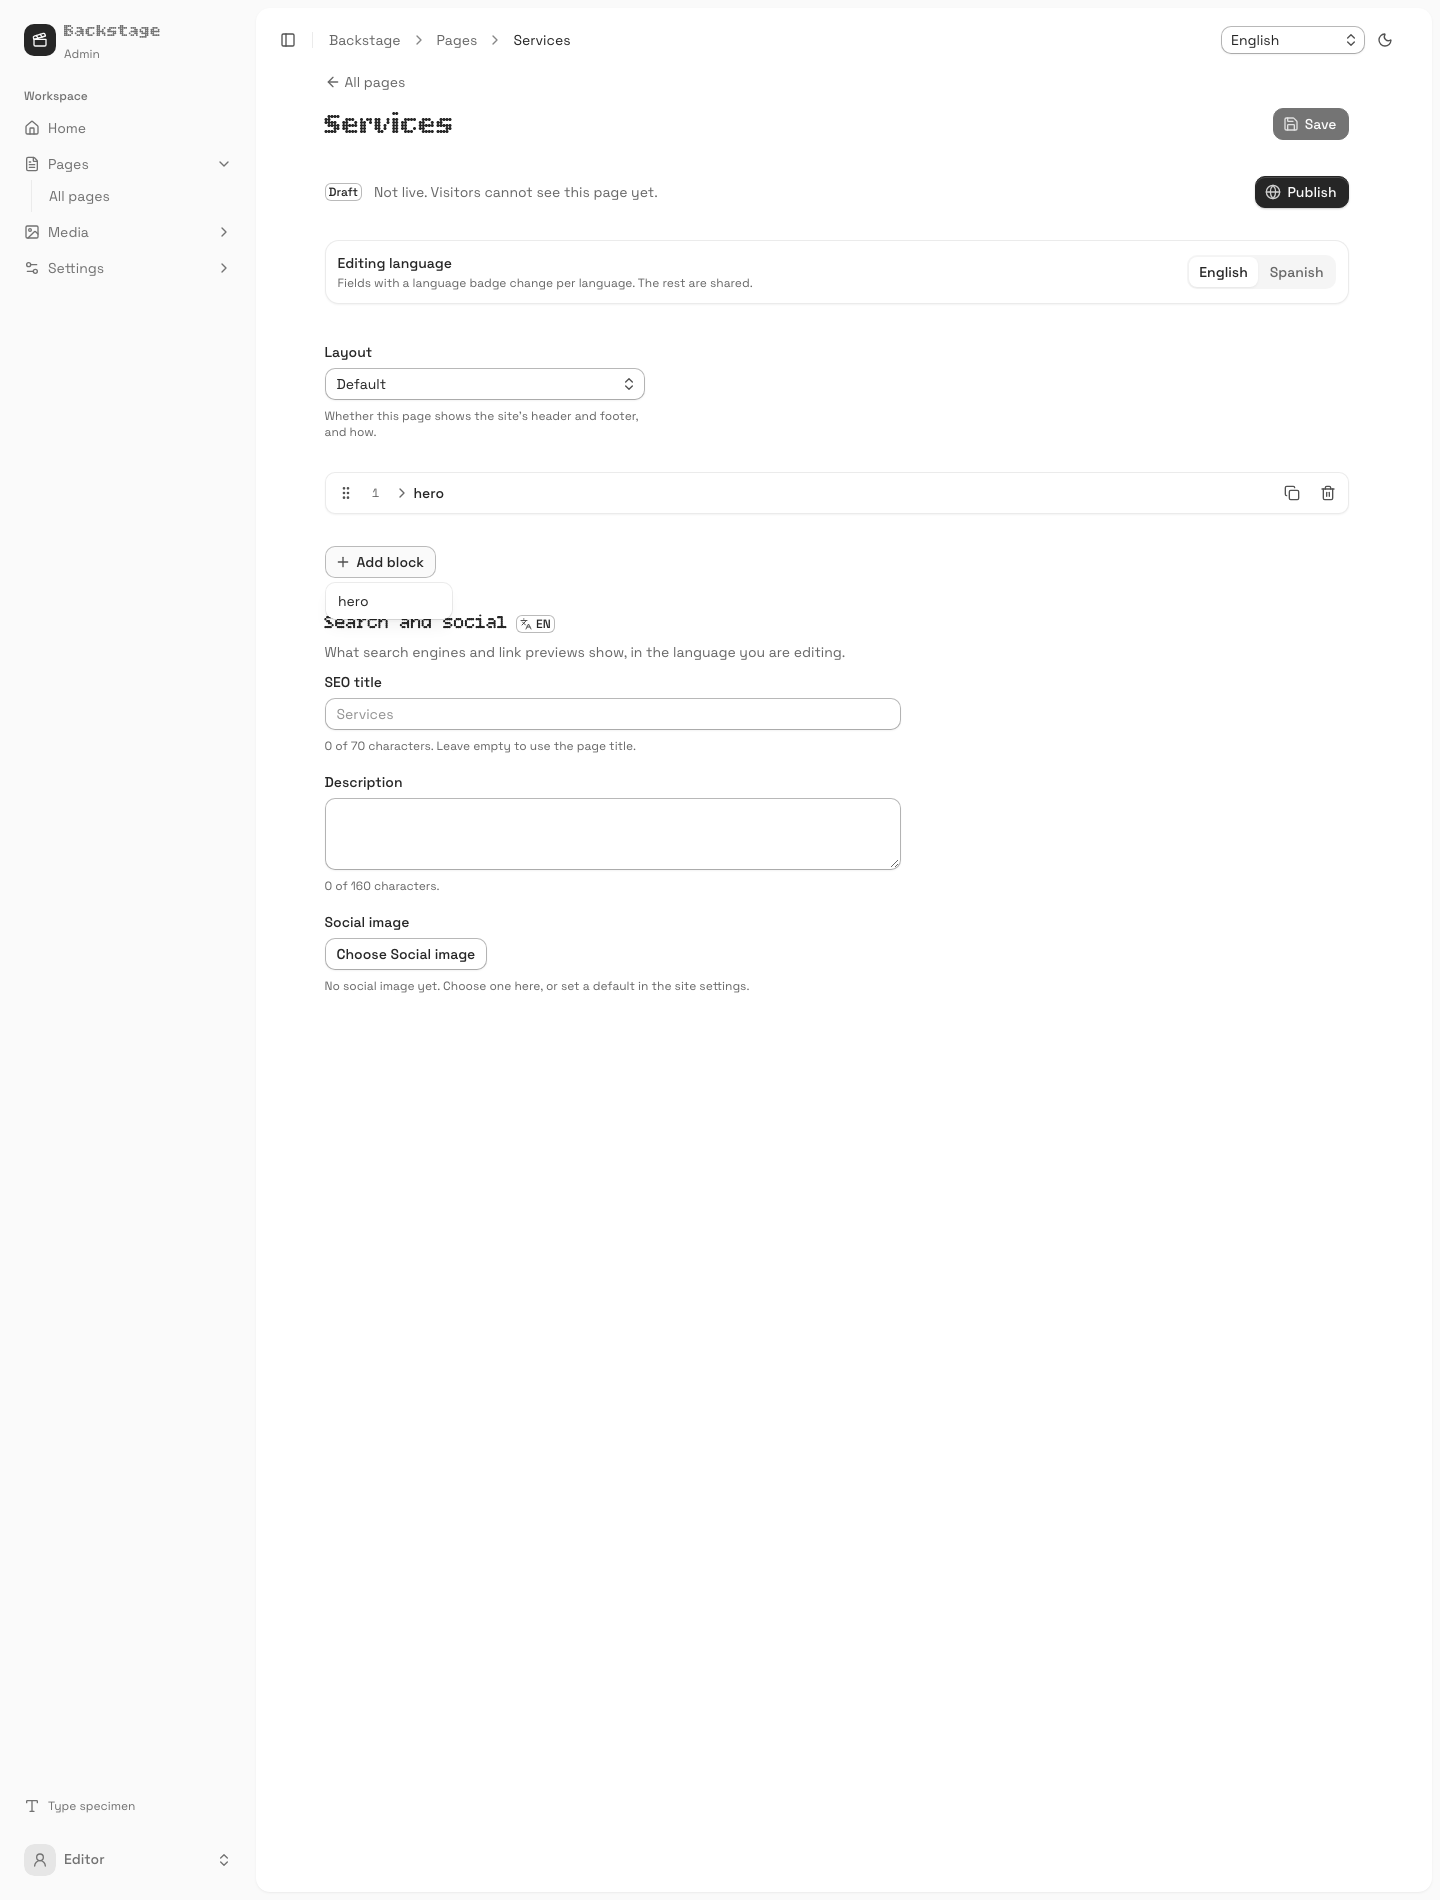 Backstage
Admin
Workspace
Home
Pages
All pages
Media
Settings
Type specimen
Editor
Backstage
Pages
Services
English
All pages
Services
Save
Draft
Not live. Visitors cannot see this page yet.
Publish
Editing language
Fields with a language badge change per language. The rest are shared.
English
Spanish
Layout
Default
Whether this page shows the site's header and footer,
and how.
1
hero
Add block
hero
Search and social
EN
What search engines and link previews show, in the language you are editing.
SEO title
Services
0 of 70 characters. Leave empty to use the page title.
Description
0 of 160 characters.
Social image
Choose Social image
No social image yet. Choose one here, or set a default in the site settings.